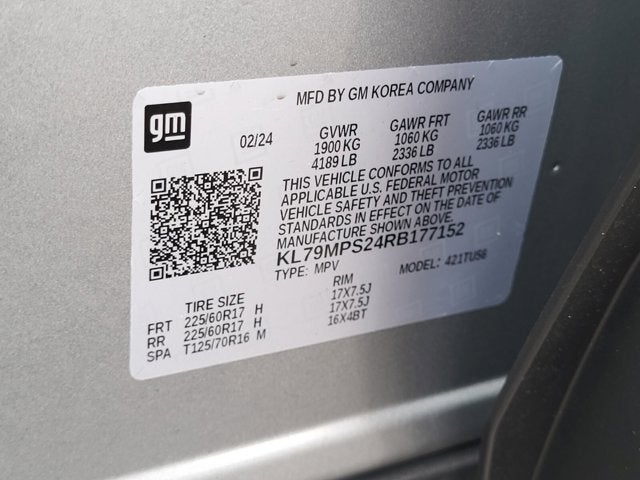 MFD BY GM KOREA COMPANY
gm
02/24
GVWR
1900 KG
4189 LB
GAWR FRT
1060 KG
2336 LB
GAWR RR
1060 KG
2336 LB
THIS VEHICLE CONFORMS TO ALL
APPLICABLE U.S. FEDERAL MOTOR
VEHICLE SAFETY AND THEFT PREVENTION
STANDARDS IN EFFECT ON THE DATE OF
MANUFACTURE SHOWN ABOVE.
KL79MPS24RB177152
TYPE: MPV MODEL: 421TUS6
TIRE SIZE RIM
FRT 225/60R17 H 17X7.5J
RR 225/60R17 H 17X7.5J
SPA T125/70R16 M 16X4BT